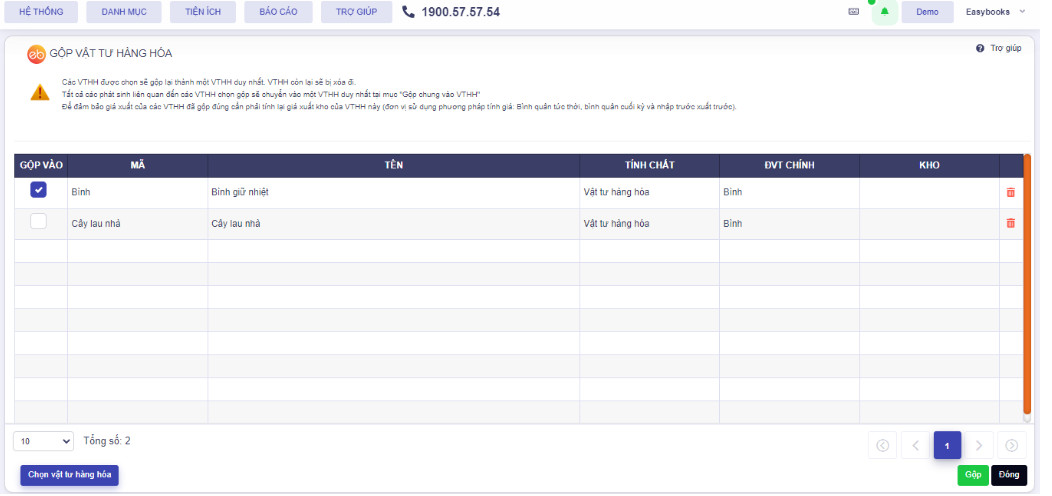 HỆ THỐNG DANH MỤC TIỆN ÍCH BÁO CÁO TRỢ GIÚP 1900.57.57.54 Demo Easybooks
eb GỘP VẬT TƯ HÀNG HÓA Trợ giúp
Các VTHH được chọn sẽ gộp lại thành một VTHH duy nhất. VTHH còn lại sẽ bị xóa đi.
Tất cả các phát sinh liên quan đến các VTHH chọn gộp sẽ chuyển vào một VTHH duy nhất tại mục "Gộp chung vào VTHH"
Để đảm bảo giá xuất của các VTHH đã gộp đúng cần phải tính lại giá xuất kho của VTHH này (đơn vị sử dụng phương pháp tính giá: Bình quân tức thời, bình quân cuối kỳ và nhập trước xuất trước).
GỘP VÀO MÃ TÊN TÍNH CHẤT ĐVT CHÍNH KHO
Bình Bình giữ nhiệt Vật tư hàng hóa Bình
Cây lau nhà Cây lau nhà Vật tư hàng hóa Bình
10 Tổng số: 2 1
Chọn vật tư hàng hóa Gộp Đóng